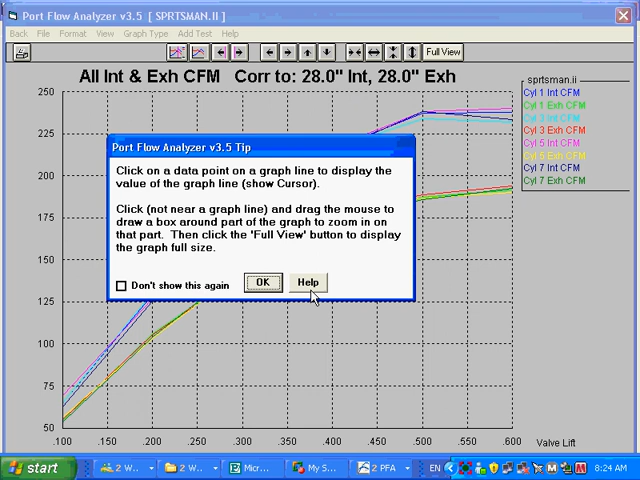 Port Flow Analyzer v3.5 [ SPRTSMAN.II ]
Back File Format View Graph Type Add Test Help
Full View
All Int & Exh CFM Corr to: 28.0" Int, 28.0" Exh
sprtsman.ii
Cyl 1 Int CFM
Cyl 1 Exh CFM
Cyl 3 Int CFM
Cyl 3 Exh CFM
Cyl 5 Int CFM
Cyl 5 Exh CFM
Cyl 7 Int CFM
Cyl 7 Exh CFM
250
225
200
175
150
125
100
75
50
Port Flow Analyzer v3.5 Tip
Click on a data point on a graph line to display the
value of the graph line (show Cursor).
Click (not near a graph line) and drag the mouse to
draw a box around part of the graph to zoom in on
that part. Then click the 'Full View' button to display
the graph full size.
Don't show this again
OK
Help
.100 .150 .200 .250 .300 .350 .400 .450 .500 .550 .600 Valve Lift
start 2 W... 2 W... Micr... My S... 2 PFA EN 8:24 AM